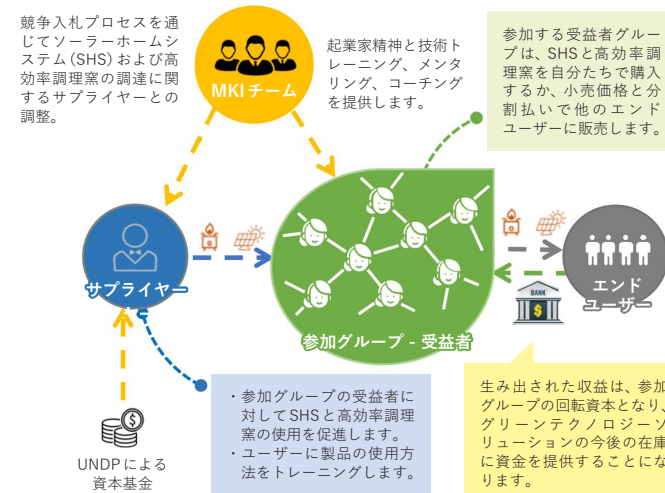 競争入札プロセスを通
じてソーラーホームシ
ステム(SHS)および高
効率調理窯の調達に関
するサプライヤーとの
調整。
MKIチーム
起業家精神と技術ト
レーニング、メンタ
リング、コーチング
を提供します。
参加する受益者グルー
プは、SHSと高効率調
理窯を自分たちで購入
するか、小売価格と分
割払いで他のエンド
ユーザーに販売します。
サプライヤー
参加グループ - 受益者
BANK
$
エンド
ユーザー
$
UNDPによる
資本基金
・参加グループの受益者に
対してSHSと高効率調理
窯の使用を促進します。
・ユーザーに製品の使用方
法をトレーニングします。
生み出された収益は、参加
グループの回転資本となり、
グリーンテクノロジーソ
リューションの今後の在庫
に資金を提供することにな
ります。